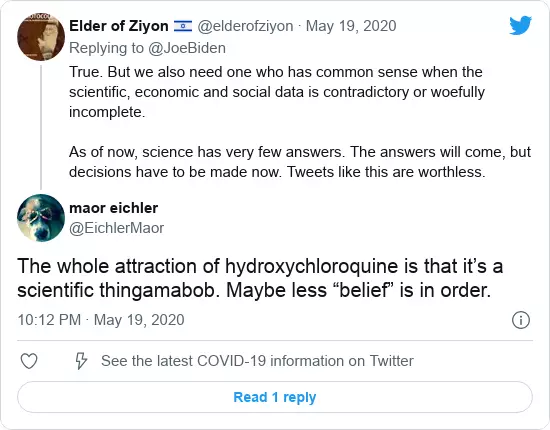 Elder of Ziyon 🇮🇱 @elderofziyon · May 19, 2020
Replying to @JoeBiden
True. But we also need one who has common sense when the
scientific, economic and social data is contradictory or woefully
incomplete.
As of now, science has very few answers. The answers will come, but
decisions have to be made now. Tweets like this are worthless.
maor eichler
@EichlerMaor
The whole attraction of hydroxychloroquine is that it’s a
scientific thingamabob. Maybe less “belief” is in order.
10:12 PM · May 19, 2020
See the latest COVID-19 information on Twitter
Read 1 reply